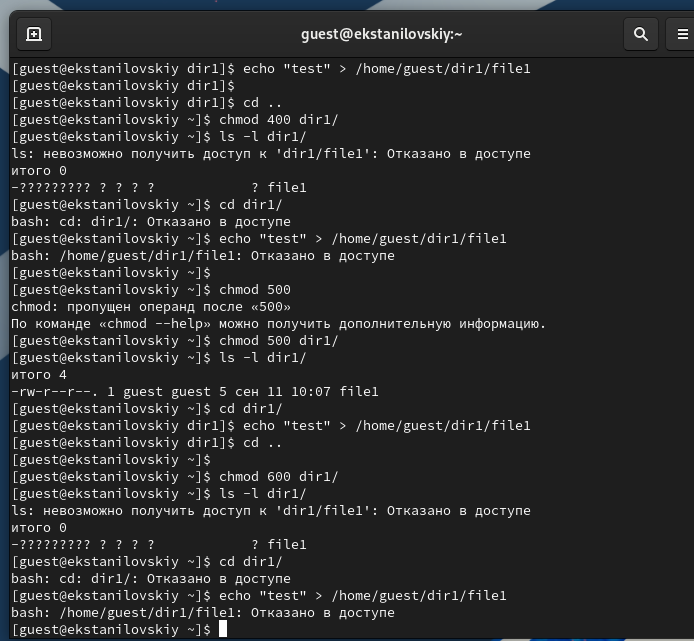 guest@ekstanilovskiy:~
[guest@ekstanilovskiy dir1]$ echo "test" > /home/guest/dir1/file1
[guest@ekstanilovskiy dir1]$
[guest@ekstanilovskiy dir1]$ cd ..
[guest@ekstanilovskiy ~]$ chmod 400 dir1/
[guest@ekstanilovskiy ~]$ ls -l dir1/
ls: невозможно получить доступ к 'dir1/file1': Отказано в доступе
итого 0
-????????? ? ? ? ?            ? file1
[guest@ekstanilovskiy ~]$ cd dir1/
bash: cd: dir1/: Отказано в доступе
[guest@ekstanilovskiy ~]$ echo "test" > /home/guest/dir1/file1
bash: /home/guest/dir1/file1: Отказано в доступе
[guest@ekstanilovskiy ~]$
[guest@ekstanilovskiy ~]$ chmod 500
chmod: пропущен операнд после «500»
По команде «chmod --help» можно получить дополнительную информацию.
[guest@ekstanilovskiy ~]$ chmod 500 dir1/
[guest@ekstanilovskiy ~]$ ls -l dir1/
итого 4
-rw-r--r--. 1 guest guest 5 сен 11 10:07 file1
[guest@ekstanilovskiy ~]$ cd dir1/
[guest@ekstanilovskiy dir1]$ echo "test" > /home/guest/dir1/file1
[guest@ekstanilovskiy dir1]$ cd ..
[guest@ekstanilovskiy ~]$
[guest@ekstanilovskiy ~]$ chmod 600 dir1/
[guest@ekstanilovskiy ~]$ ls -l dir1/
ls: невозможно получить доступ к 'dir1/file1': Отказано в доступе
итого 0
-????????? ? ? ? ?            ? file1
[guest@ekstanilovskiy ~]$ cd dir1/
bash: cd: dir1/: Отказано в доступе
[guest@ekstanilovskiy ~]$ echo "test" > /home/guest/dir1/file1
bash: /home/guest/dir1/file1: Отказано в доступе
[guest@ekstanilovskiy ~]$